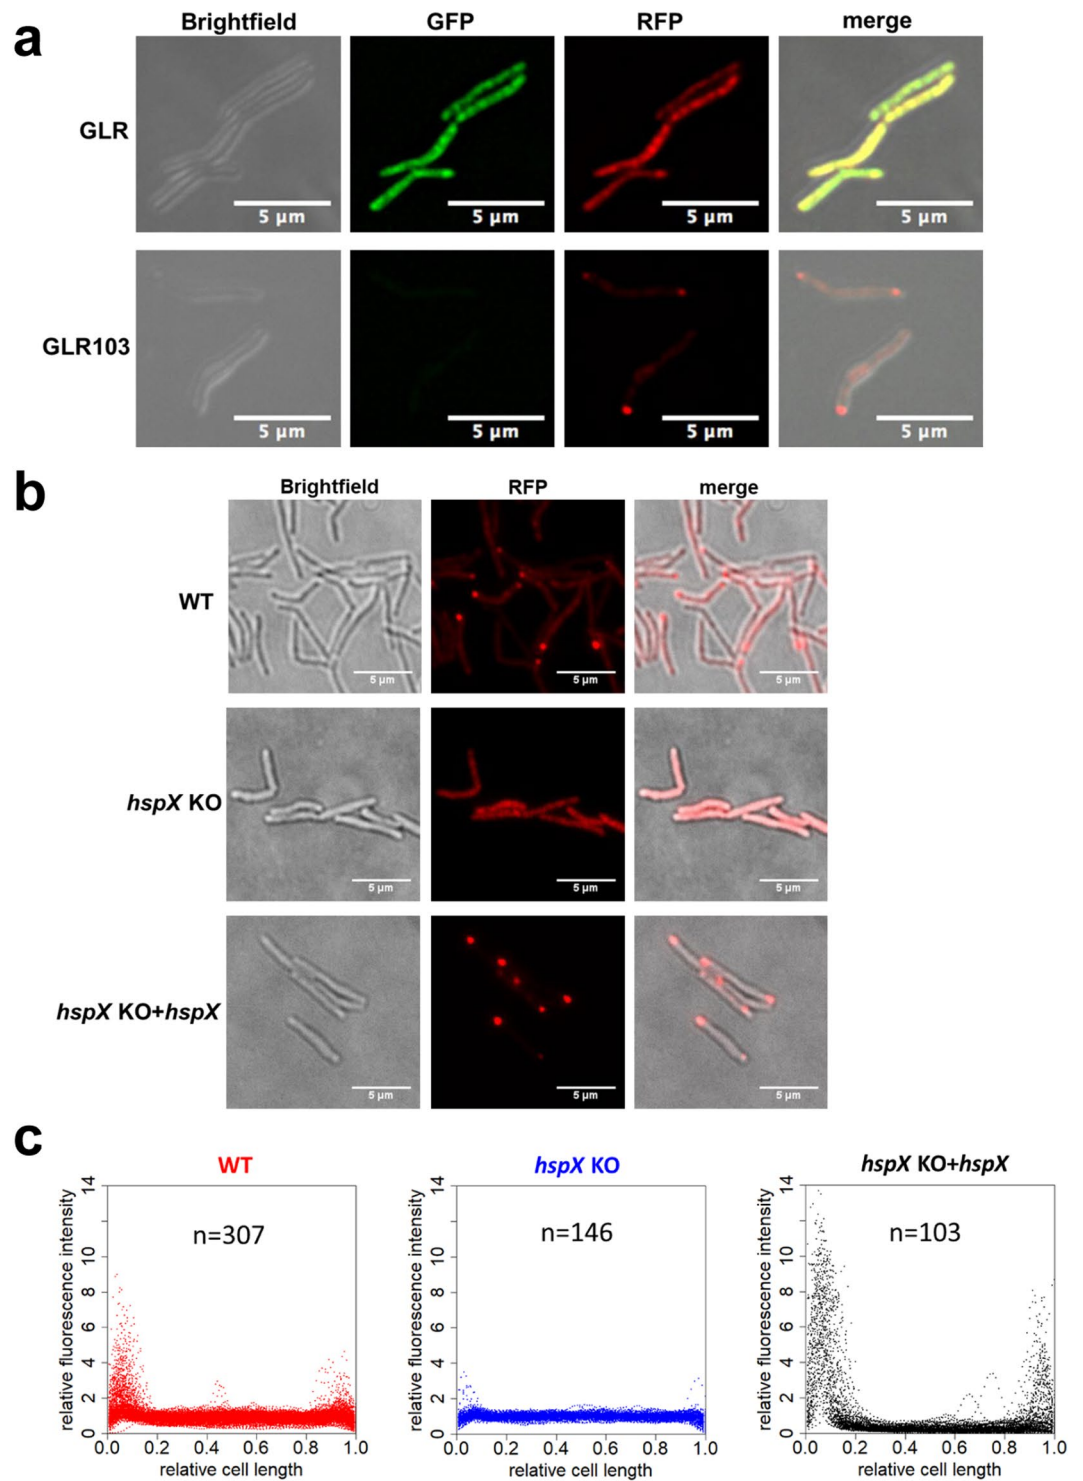 a
Brightfield GFP RFP merge
GLR
5 µm 5 µm 5 µm 5 µm
GLR103
5 µm 5 µm 5 µm 5 µm
b
Brightfield RFP merge
WT
5 µm 5 µm 5 µm
hspX KO
5 µm 5 µm 5 µm
hspX KO+hspX
5 µm 5 µm 5 µm
c
WT
relative fluorescence intensity
14
10
8
6
4
2
0
n=307
0.0 0.2 0.4 0.6 0.8 1.0
relative cell length
hspX KO
relative fluorescence intensity
14
10
8
6
4
2
0
n=146
0.0 0.2 0.4 0.6 0.8 1.0
relative cell length
hspX KO+hspX
relative fluorescence intensity
14
10
8
6
4
2
0
n=103
0.0 0.2 0.4 0.6 0.8 1.0
relative cell length